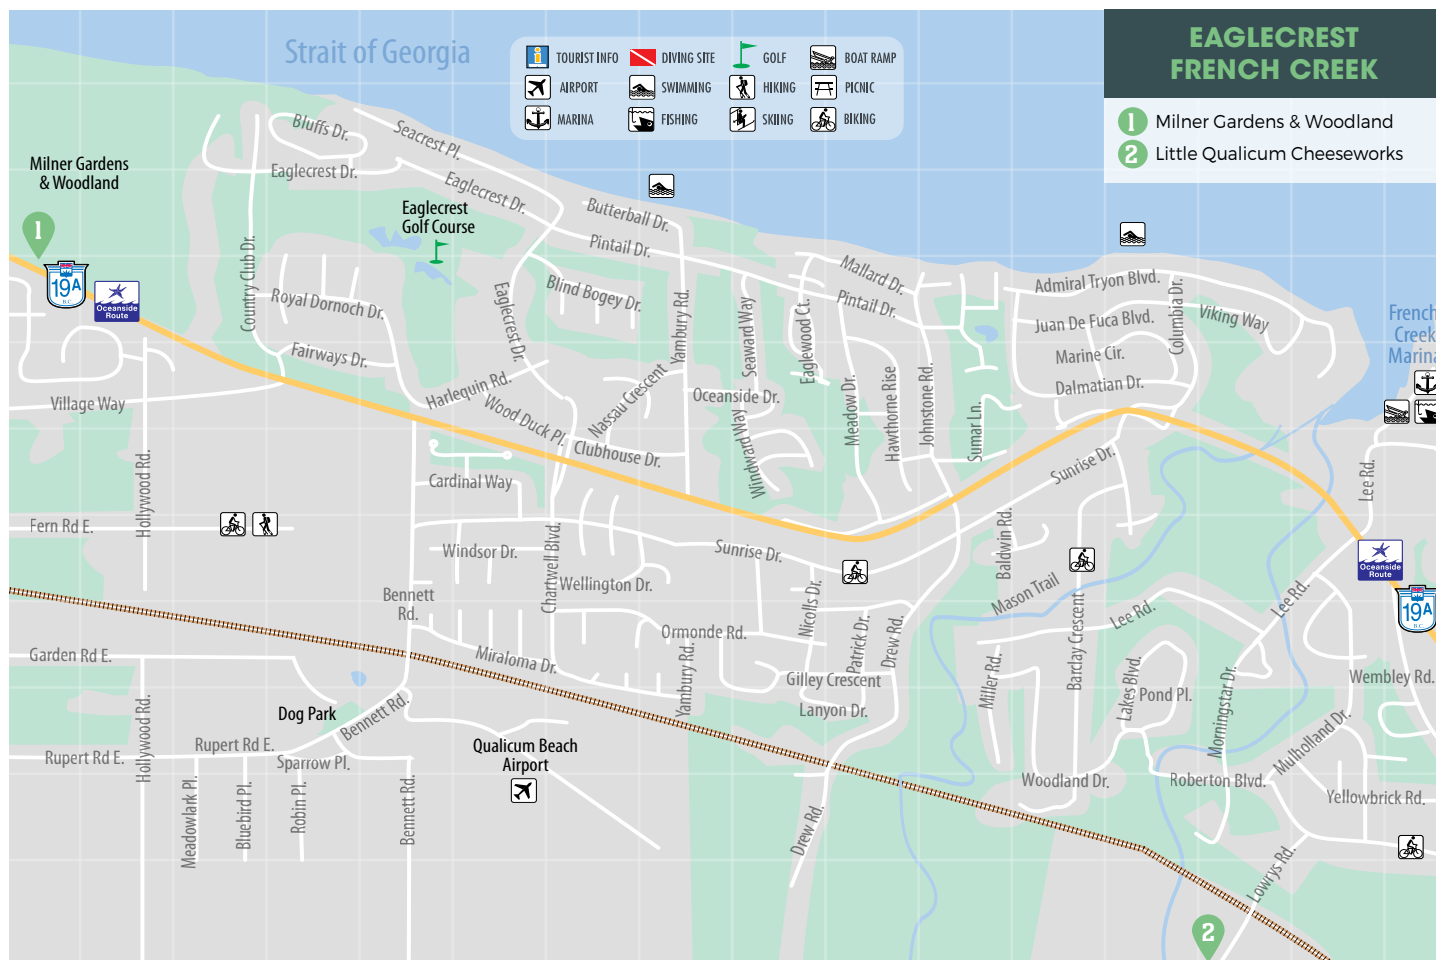 Strait of Georgia
TOURIST INFO
DIVING SITE
GOLF
BOAT RAMP
AIRPORT
SWIMMING
HIKING
PICNIC
MARINA
FISHING
SKIING
BIKING
EAGLECREST
FRENCH CREEK
1 Milner Gardens & Woodland
2 Little Qualicum Cheeseworks
Milner Gardens
& Woodland
1
19A
B.C.
Oceanside
Route
Bluffs Dr.
Seacrest Pl.
Eaglecrest Dr.
Eaglecrest Dr.
Eaglecrest
Golf Course
Butterball Dr.
Pintail Dr.
Country Club Dr.
Royal Dornoch Dr.
Fairways Dr.
Eaglecrest Dr.
Blind Bogey Dr.
Yambury Rd.
Seaward Way
Eaglewood Ct.
Mallard Dr.
Pintail Dr.
Admiral Tryon Blvd.
Juan De Fuca Blvd.
Marine Cir.
Dalmatian Dr.
Columbia Dr.
Viking Way
French
Creek
Marina
Village Way
Harlequin Rd.
Wood Duck Pl.
Nassau Crescent
Clubhouse Dr.
Oceanside Dr.
Windward Way
Meadow Dr.
Hawthorne Rise
Johnstone Rd.
Sumar Ln.
Sunrise Dr.
Lee Rd.
Hollywood Rd.
Fern Rd E.
Cardinal Way
Windsor Dr.
Chartwell Blvd.
Wellington Dr.
Sunrise Dr.
Baldwin Rd.
Mason Trail
Barclay Crescent
Lee Rd.
Lee Rd.
Oceanside
Route
19A
B.C.
Bennett
Rd.
Nicolls Dr.
Patrick Dr.
Drew Rd.
Ormonde Rd.
Miraloma Dr.
Yambury Rd.
Gilley Crescent
Lanyon Dr.
Miller Rd.
Lakes Blvd.
Pond Pl.
Morningstar Dr.
Wembley Rd.
Mulholland Dr.
Garden Rd E.
Hollywood Rd.
Dog Park
Bennett Rd.
Rupert Rd E.
Rupert Rd E.
Sparrow Pl.
Meadowlark Pl.
Bluebird Pl.
Robin Pl.
Bennett Rd.
Qualicum Beach
Airport
Drew Rd.
Woodland Dr.
Roberton Blvd.
Yellowbrick Rd.
Lowrys Rd.
2